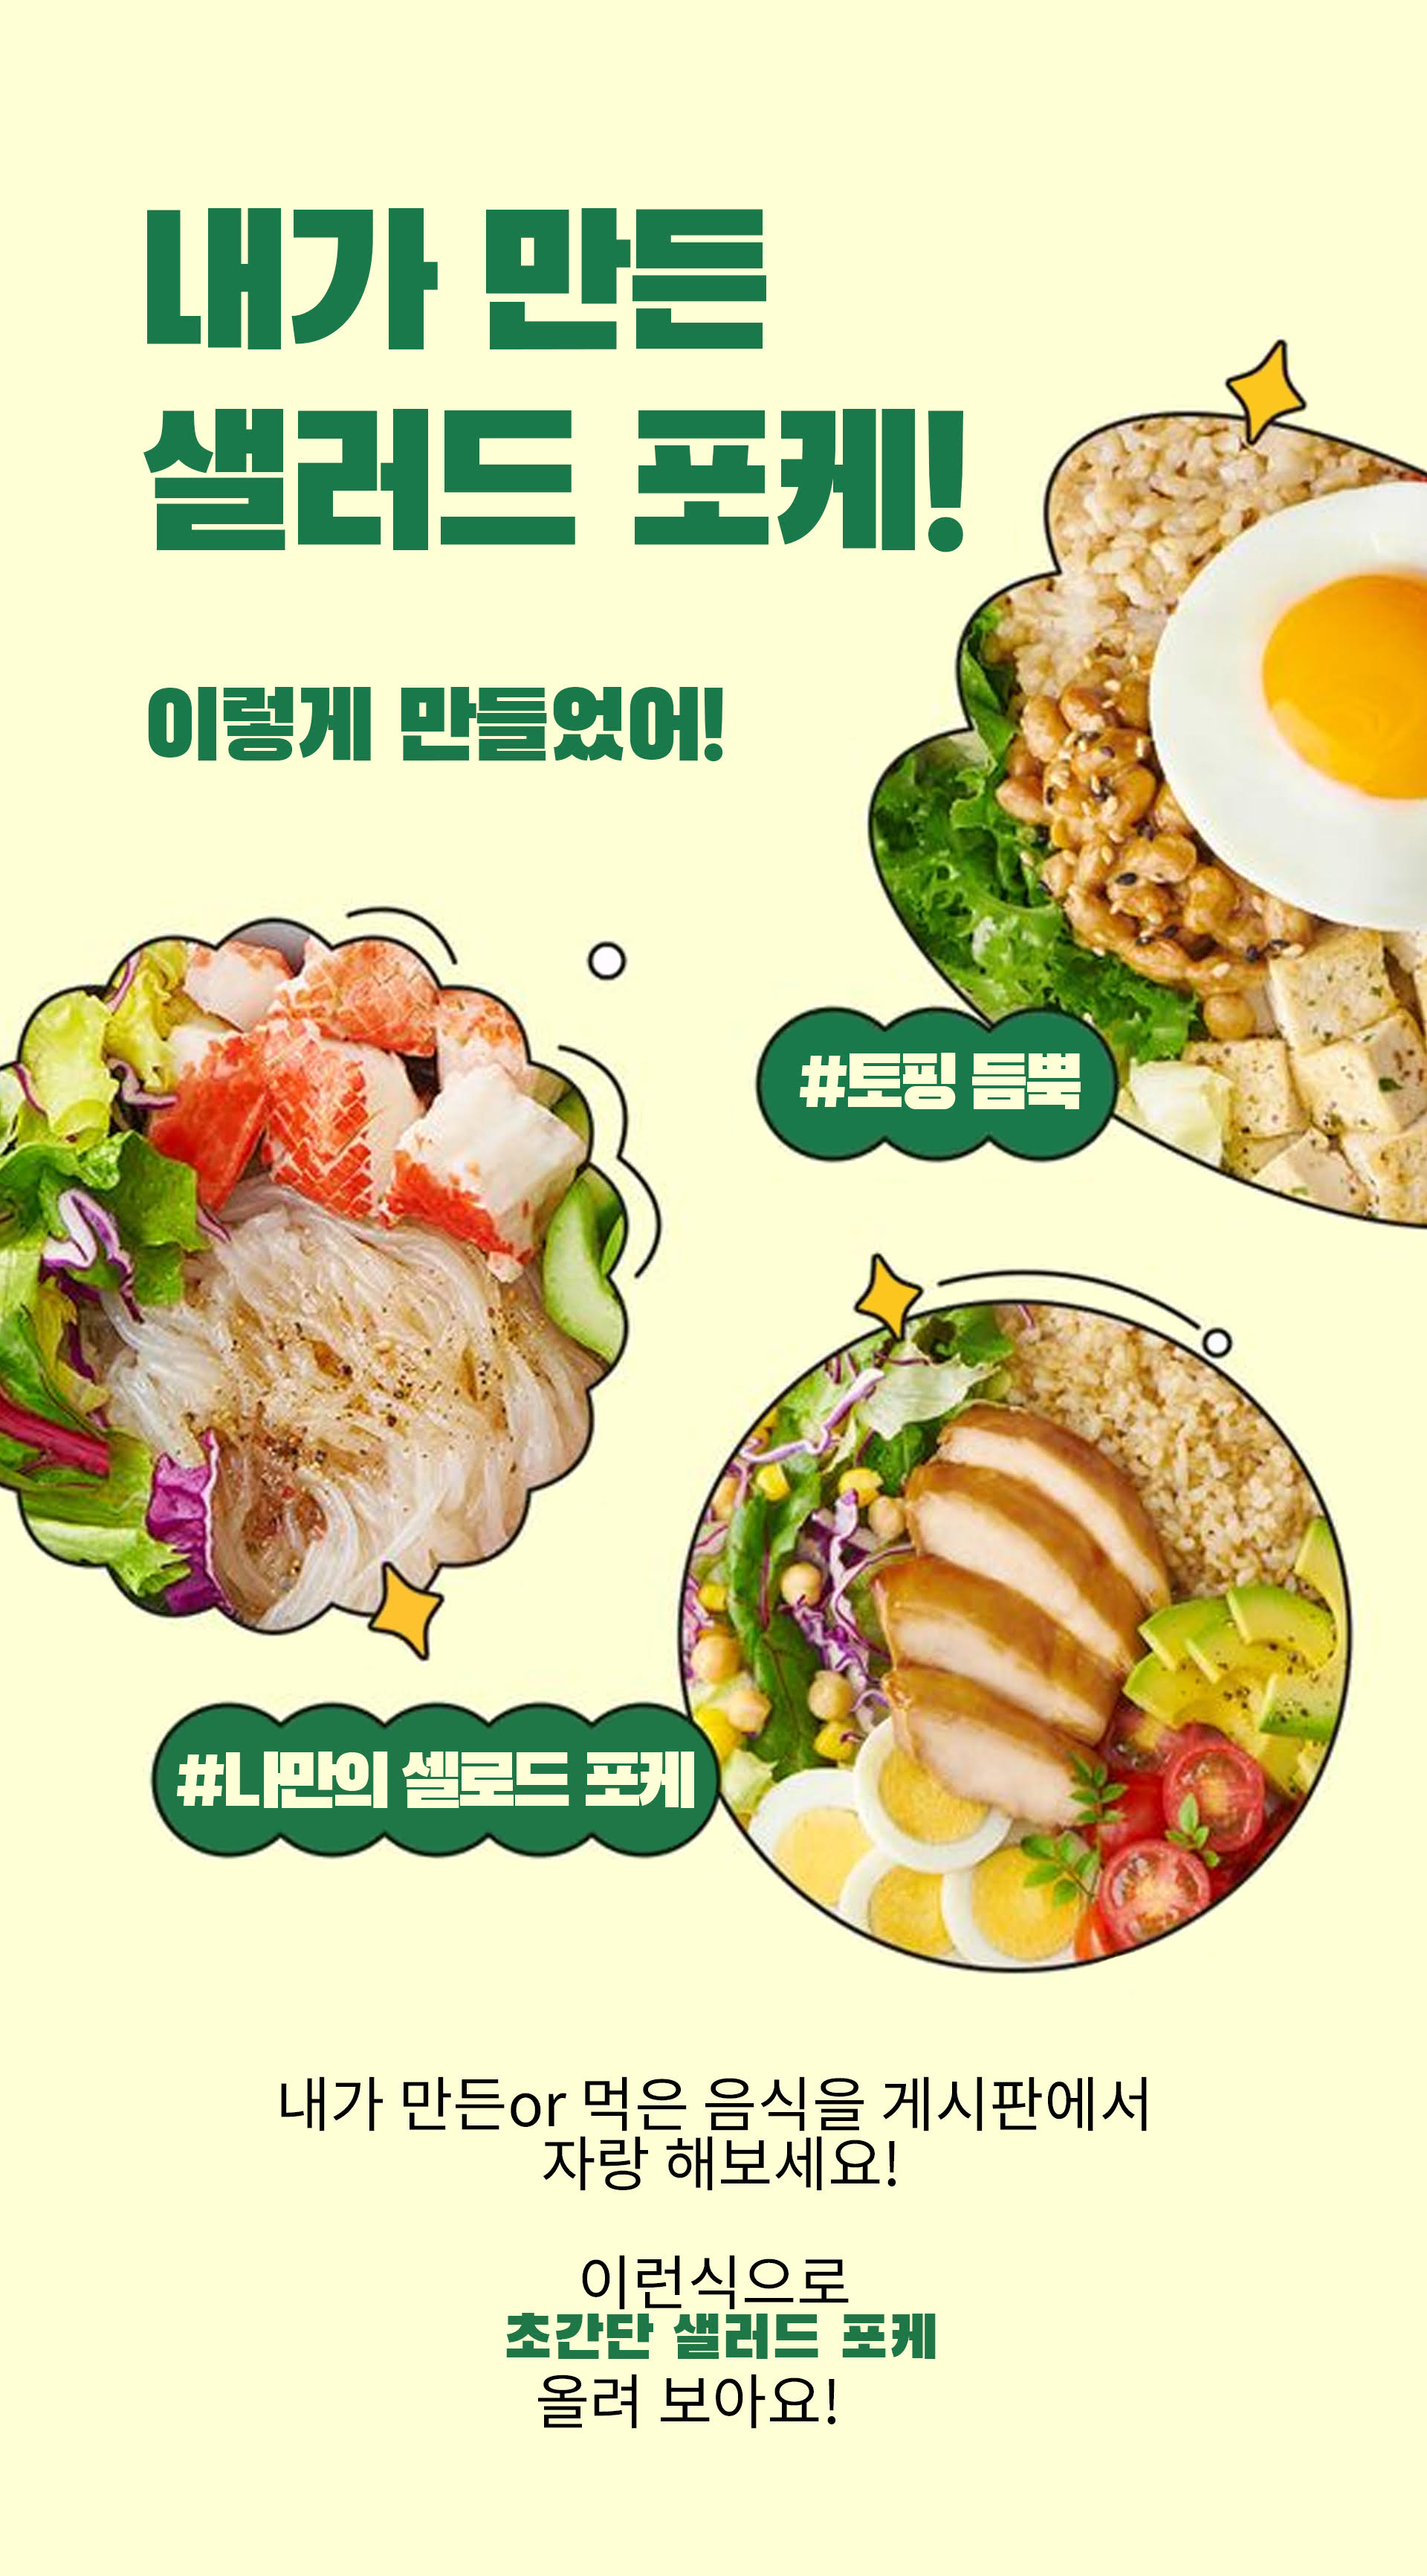 내가 만든
샐러드 포케!
이렇게 만들었어!
#토핑 듬뿍
#나만의 셀로드 포케
내가 만든or 먹은 음식을 게시판에서
자랑 해보세요!
이런식으로
초간단 샐러드 포케
올려 보아요!